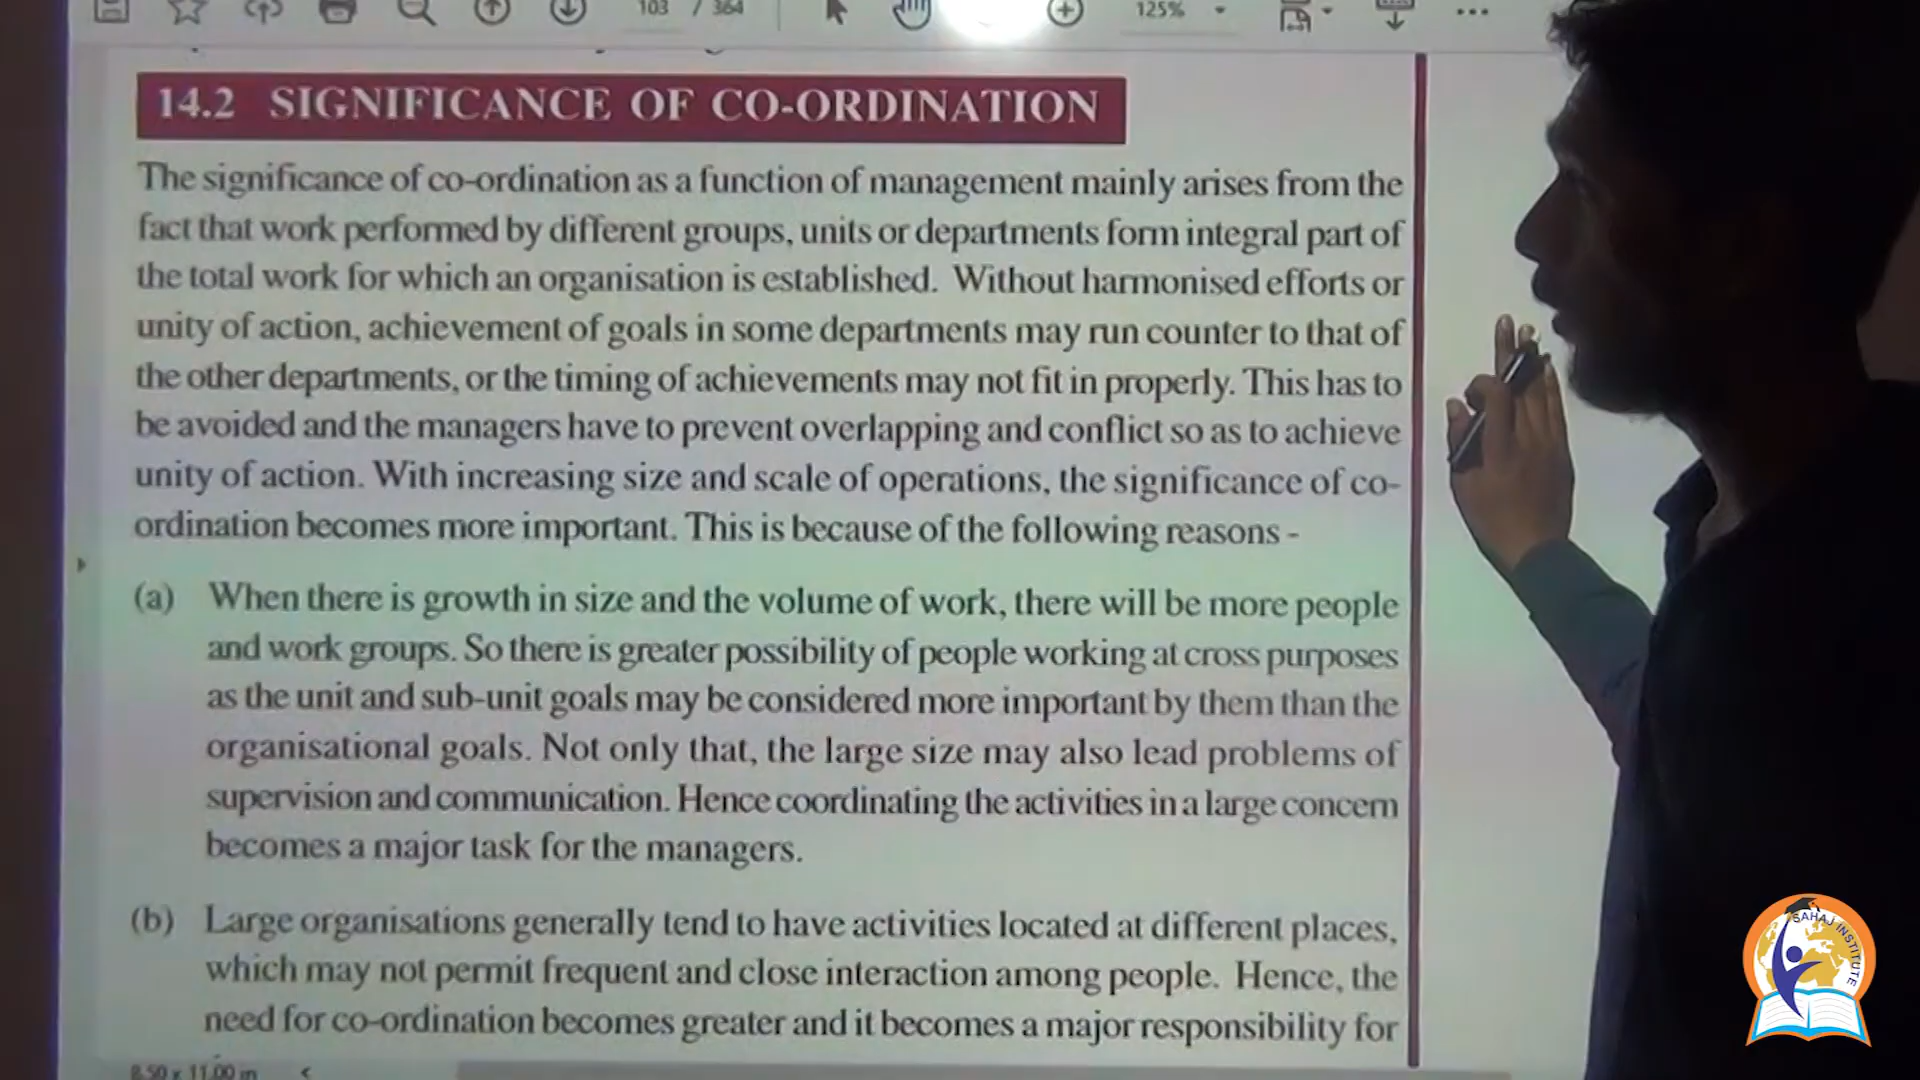 103 / 364
125%
14.2 SIGNIFICANCE OF CO-ORDINATION
The significance of co-ordination as a function of management mainly arises from the
fact that work performed by different groups, units or departments form integral part of
the total work for which an organisation is established. Without harmonised efforts or
unity of action, achievement of goals in some departments may run counter to that of
the other departments, or the timing of achievements may not fit in properly. This has to
be avoided and the managers have to prevent overlapping and conflict so as to achieve
unity of action. With increasing size and scale of operations, the significance of co-
ordination becomes more important. This is because of the following reasons -
(a) When there is growth in size and the volume of work, there will be more people
and work groups. So there is greater possibility of people working at cross purposes
as the unit and sub-unit goals may be considered more important by them than the
organisational goals. Not only that, the large size may also lead problems of
supervision and communication. Hence coordinating the activities in a large concern
becomes a major task for the managers.
(b) Large organisations generally tend to have activities located at different places,
which may not permit frequent and close interaction among people. Hence, the
need for co-ordination becomes greater and it becomes a major responsibility for
8.50 x 11.00 in
SAHAJ INSTITUTE